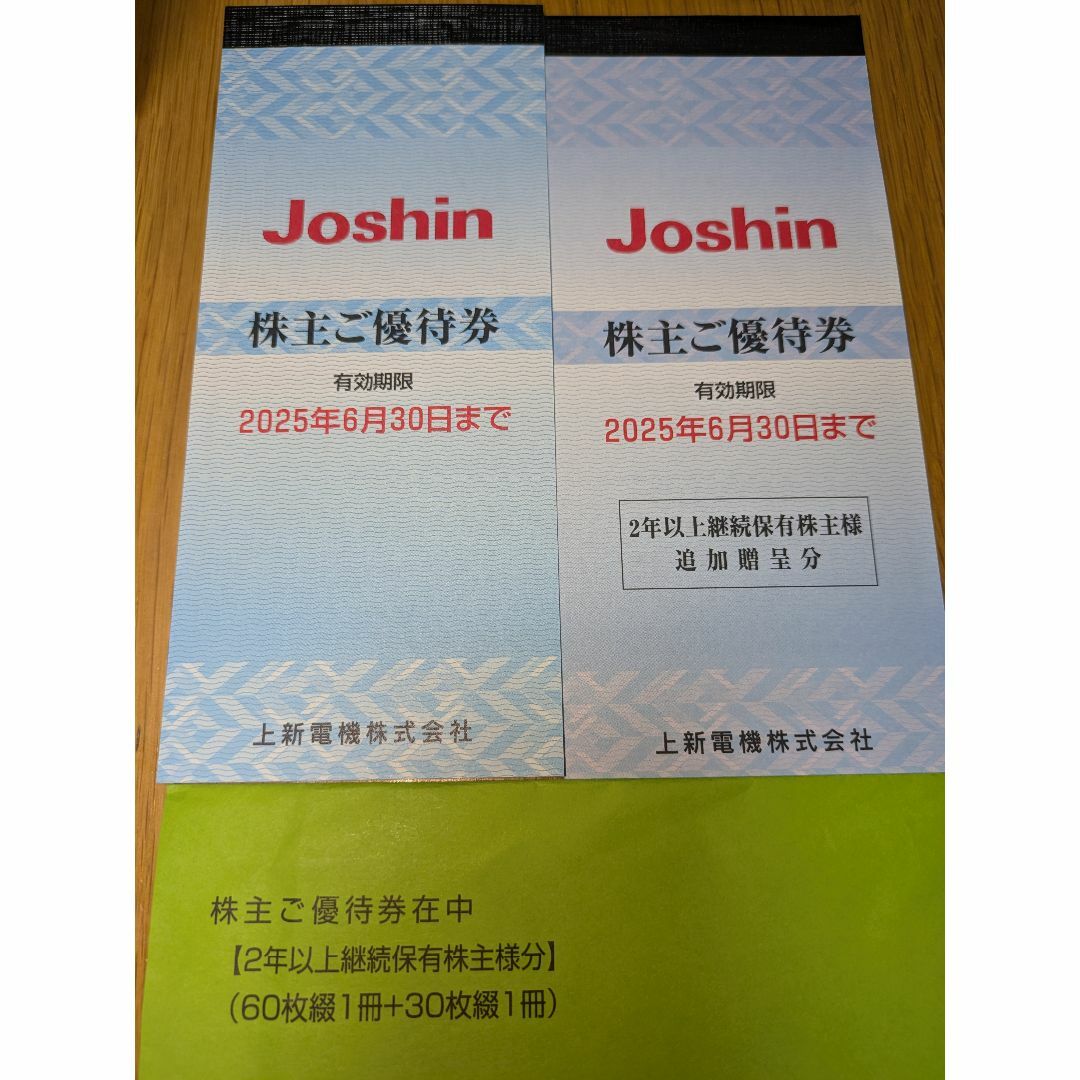 Joshin
株主ご優待券
有効期限
2025年6月30日まで
上新電機株式会社
Joshin
株主ご優待券
有効期限
2025年6月30日まで
2年以上継続保有株主様
追加贈呈分
上新電機株式会社
株主ご優待券在中
【2年以上継続保有株主様分】
(60枚綴1冊+30枚綴1冊)